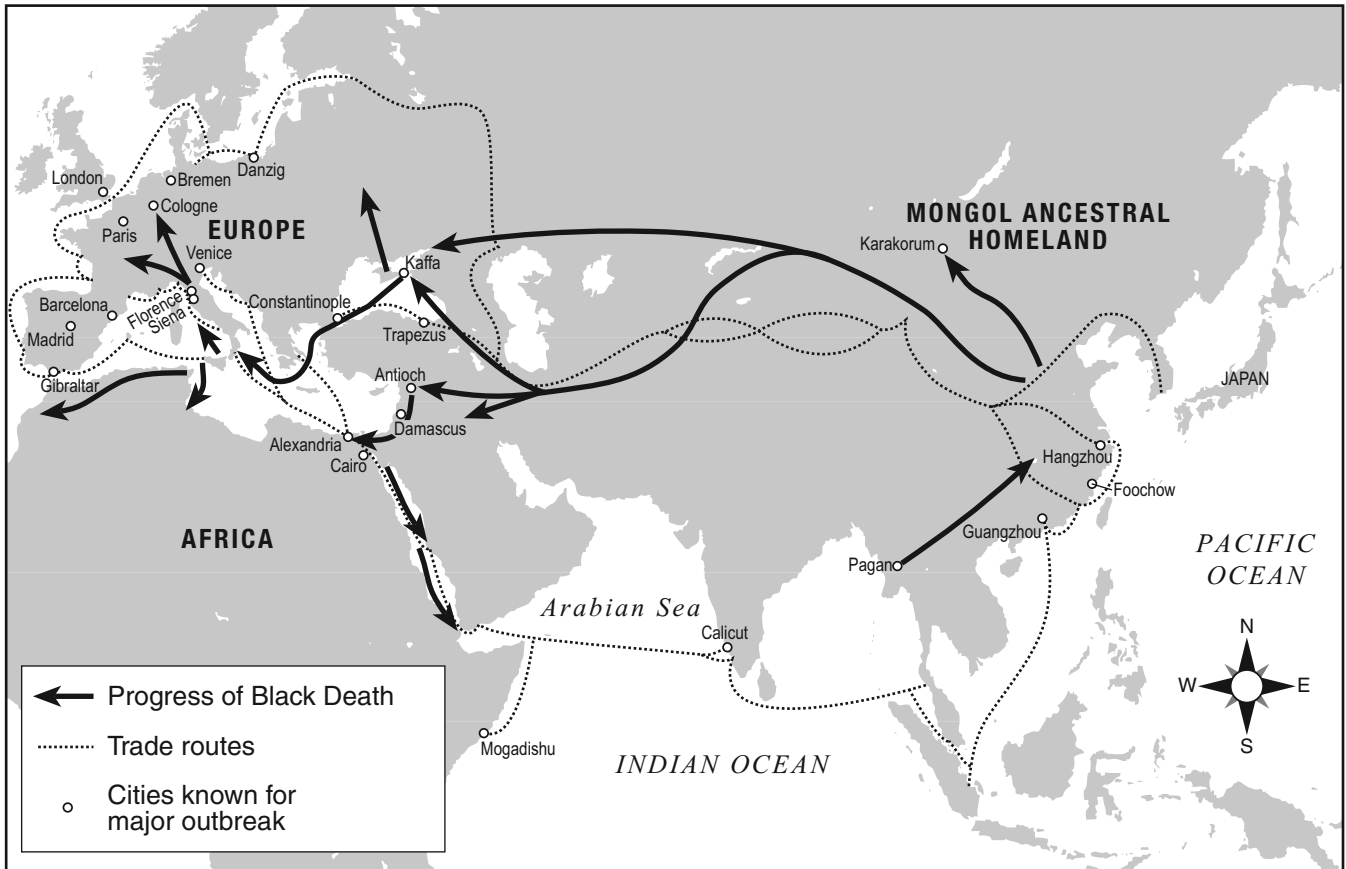 London
Bremen
Danzig
Cologne
Paris
EUROPE
Venice
Kaffa
MONGOL ANCESTRAL
HOMELAND
Karakorum
Barcelona
Florence
Siena
Constantinople
Madrid
Trapezus
Gibraltar
Antioch
JAPAN
Damascus
Alexandria
Cairo
Hangzhou
Foochow
Guangzhou
AFRICA
Pagan
PACIFIC
OCEAN
Arabian Sea
Calicut
Mogadishu
INDIAN OCEAN
N
W
E
S
Progress of Black Death
Trade routes
Cities known for
major outbreak